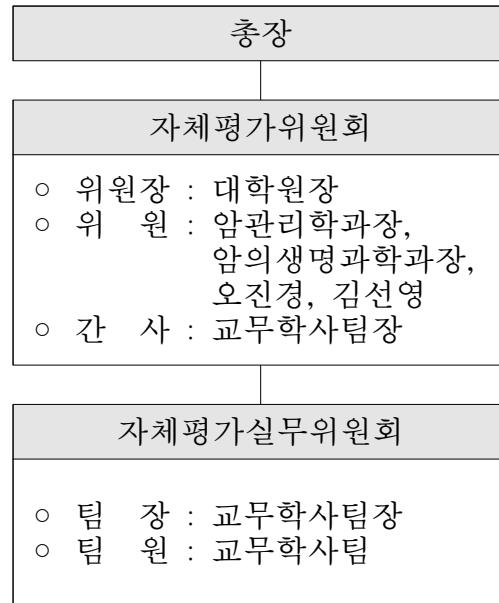 총장
자체평가위원회
○ 위원장 : 대학원장
○ 위 원 : 암관리학과장,
암의생명과학과장,
오진경, 김선영
○ 간 사 : 교무학사팀장
자체평가실무위원회
○ 팀 장 : 교무학사팀장
○ 팀 원 : 교무학사팀